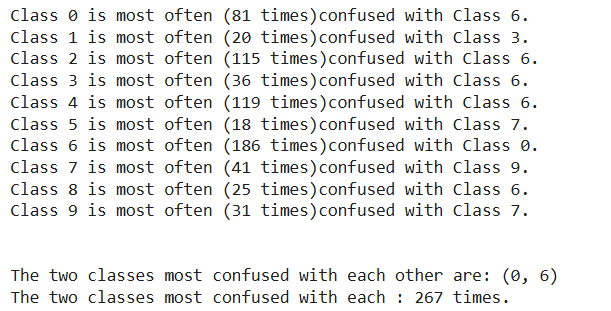 Class 0 is most often (81 times)confused with Class 6.
Class 1 is most often (20 times)confused with Class 3.
Class 2 is most often (115 times)confused with Class 6.
Class 3 is most often (36 times)confused with Class 6.
Class 4 is most often (119 times)confused with Class 6.
Class 5 is most often (18 times)confused with Class 7.
Class 6 is most often (186 times)confused with Class 0.
Class 7 is most often (41 times)confused with Class 9.
Class 8 is most often (25 times)confused with Class 6.
Class 9 is most often (31 times)confused with Class 7.
The two classes most confused with each other are: (0, 6)
The two classes most confused with each : 267 times.